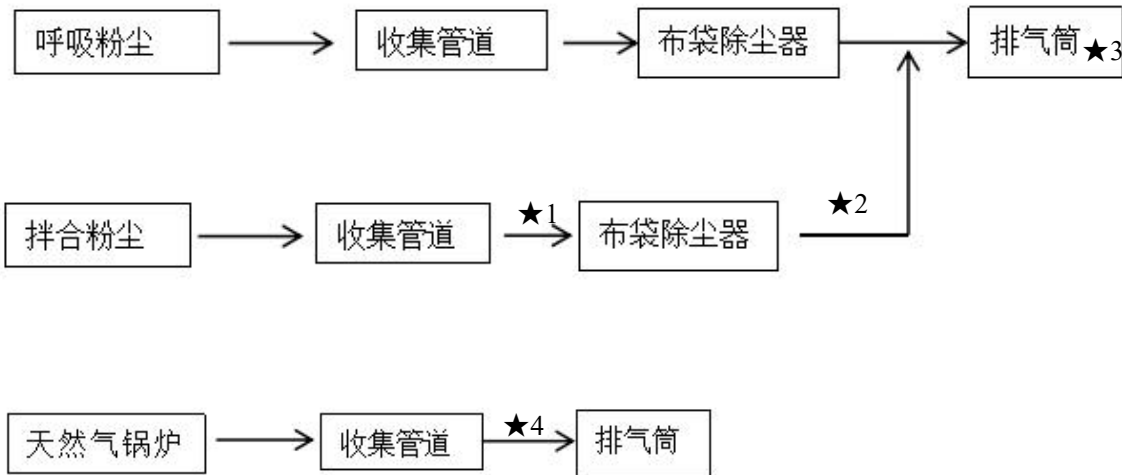 呼吸粉尘 收集管道 布袋除尘器 排气筒★3
拌合粉尘 收集管道 ★1 布袋除尘器 ★2
天然气锅炉 收集管道 ★4 排气筒